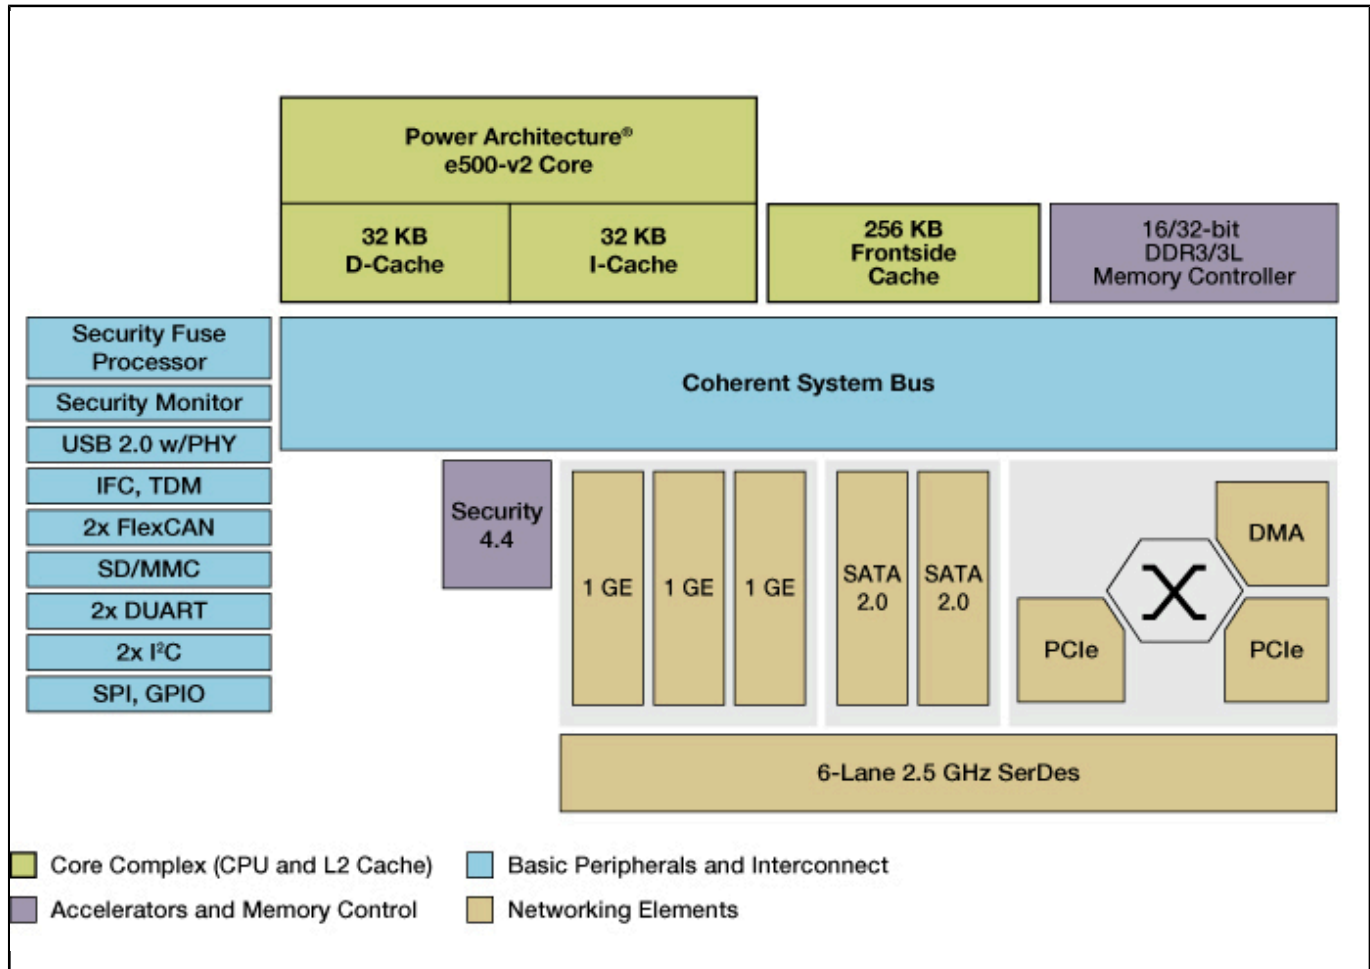 Power Architecture®
e500-v2 Core
32 KB
D-Cache
32 KB
I-Cache
256 KB
Frontside
Cache
16/32-bit
DDR3/3L
Memory Controller
Security Fuse
Processor
Security Monitor
USB 2.0 w/PHY
IFC, TDM
2x FlexCAN
SD/MMC
2x DUART
2x I²C
SPI, GPIO
Coherent System Bus
Security
4.4
1 GE
1 GE
1 GE
SATA
2.0
SATA
2.0
DMA
PCIe
PCIe
6-Lane 2.5 GHz SerDes
Core Complex (CPU and L2 Cache)
Basic Peripherals and Interconnect
Accelerators and Memory Control
Networking Elements